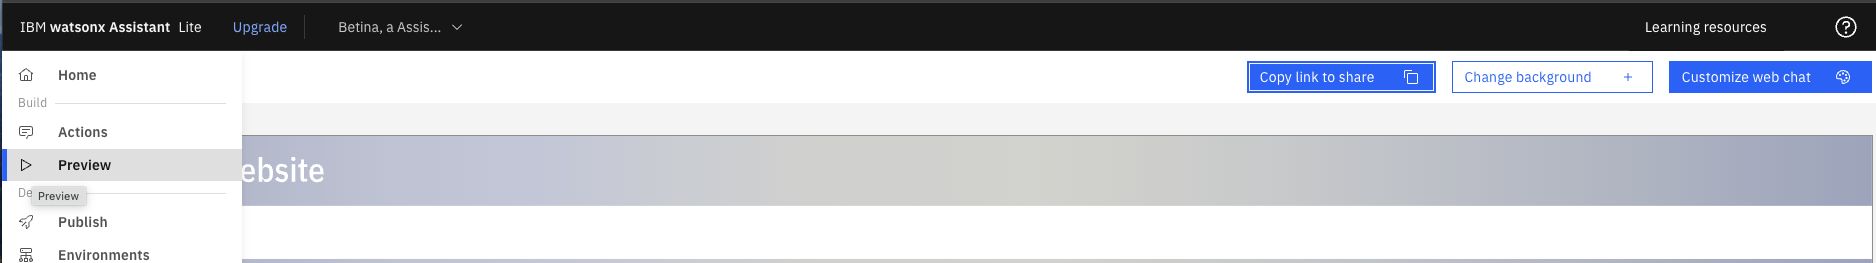 IBM watsonx Assistant Lite Upgrade Betina, a Assis... Learning resources
Home
Copy link to share Change background + Customize web chat
Build
Actions
Preview
ebsite
De
Preview
Publish
Environments